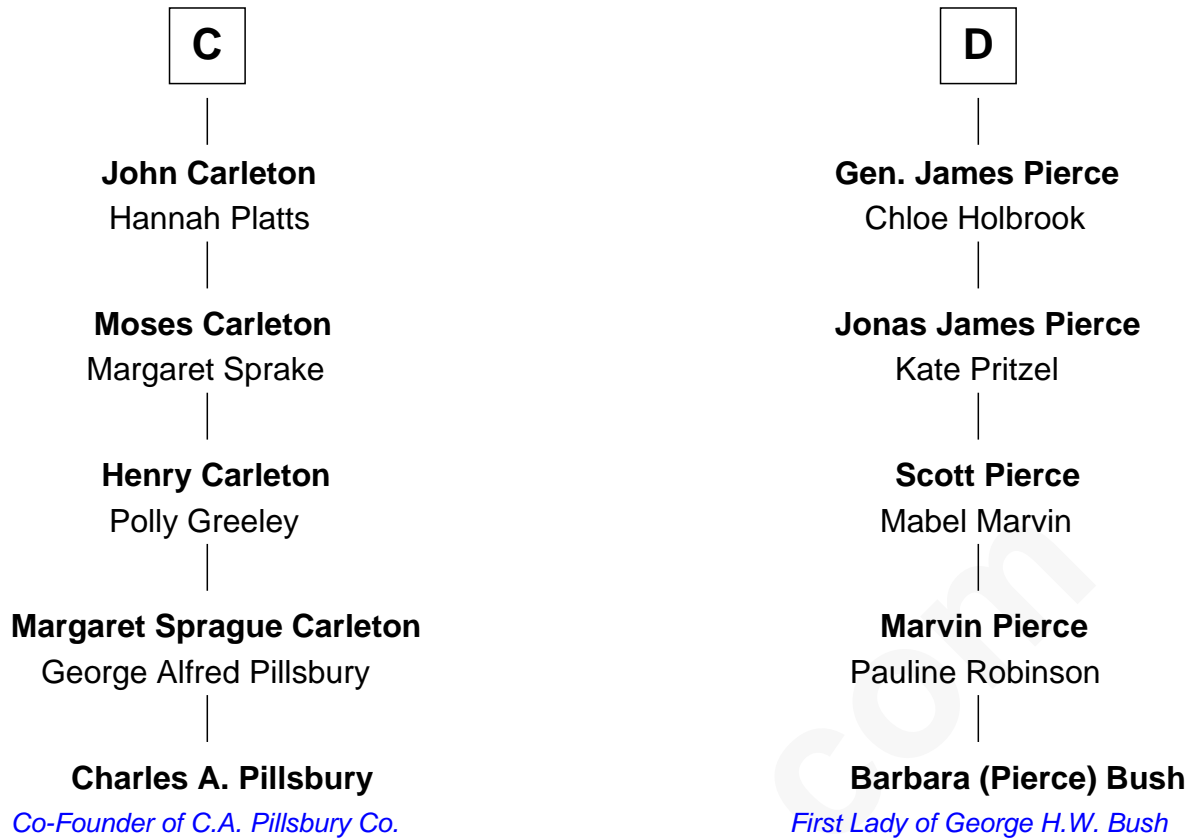 C
John Carleton
Hannah Platts
Moses Carleton
Margaret Sprake
Henry Carleton
Polly Greeley
Margaret Sprague Carleton
George Alfred Pillsbury
Charles A. Pillsbury
Co-Founder of C.A. Pillsbury Co.
D
Gen. James Pierce
Chloe Holbrook
Jonas James Pierce
Kate Pritzel
Scott Pierce
Mabel Marvin
Marvin Pierce
Pauline Robinson
Barbara (Pierce) Bush
First Lady of George H.W. Bush
com